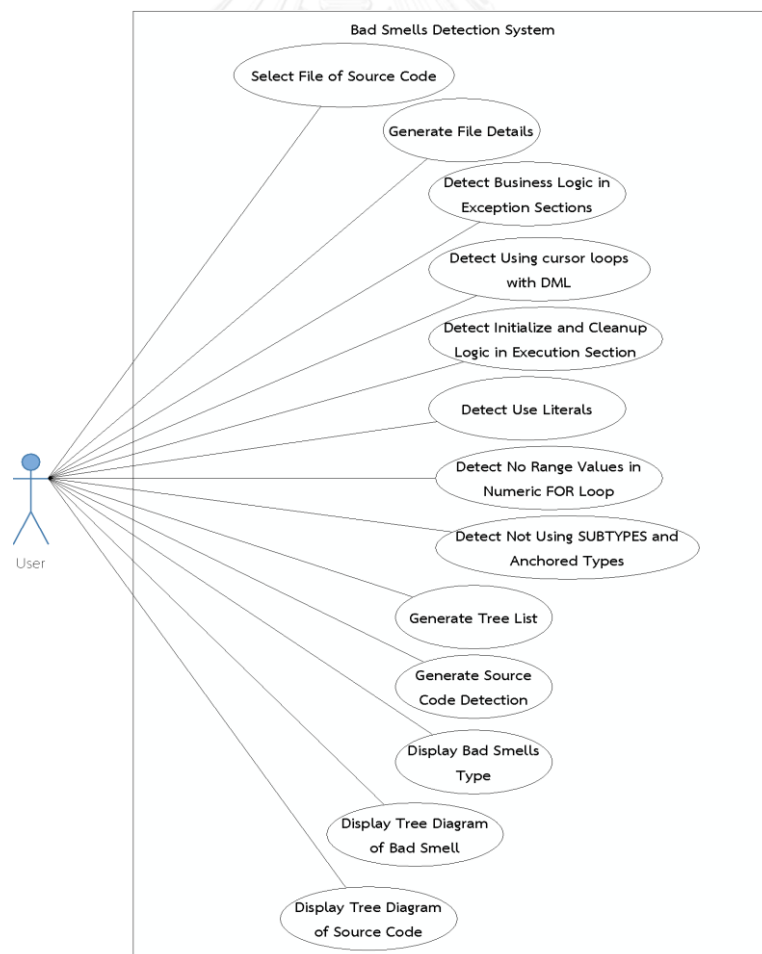 Bad Smells Detection System
Select File of Source Code
Generate File Details
Detect Business Logic in
Exception Sections
Detect Using cursor loops
with DML
Detect Initialize and Cleanup
Logic in Execution Section
Detect Use Literals
Detect No Range Values in
Numeric FOR Loop
Detect Not Using SUBTYPES and
Anchored Types
User
Generate Tree List
Generate Source
Code Detection
Display Bad Smells
Type
Display Tree Diagram
of Bad Smell
Display Tree Diagram
of Source Code